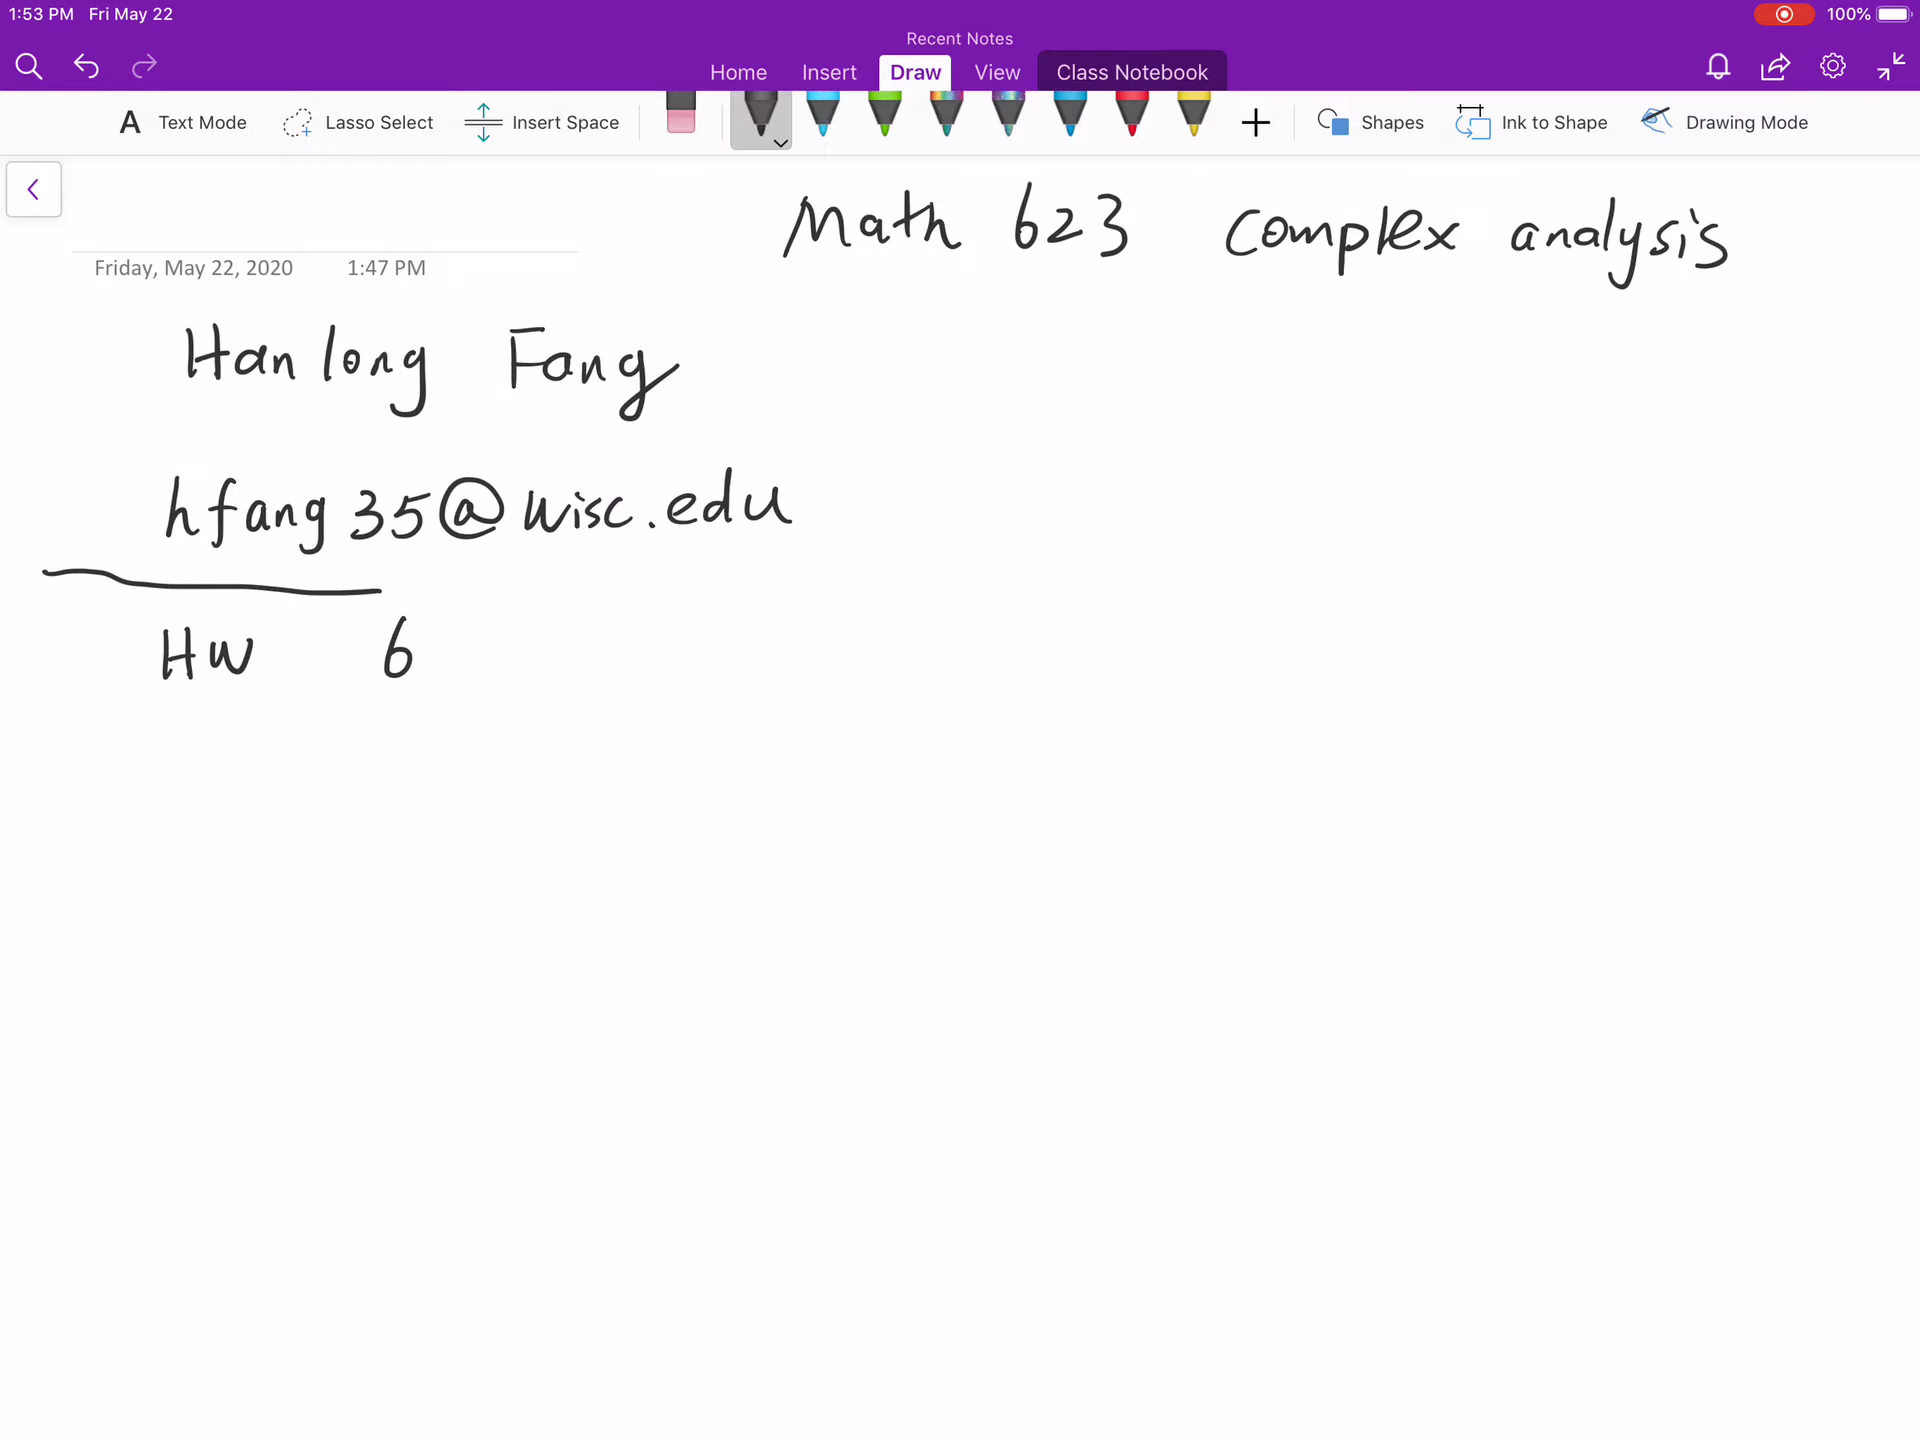 1:53 PM Fri May 22 100%
Recent Notes
Home Insert Draw View Class Notebook
A Text Mode Lasso Select Insert Space Shapes Ink to Shape Drawing Mode
Math 623 Complex analysis
Friday, May 22, 2020 1:47 PM
Hanlong Fang
hfang35@wisc.edu
HW 6